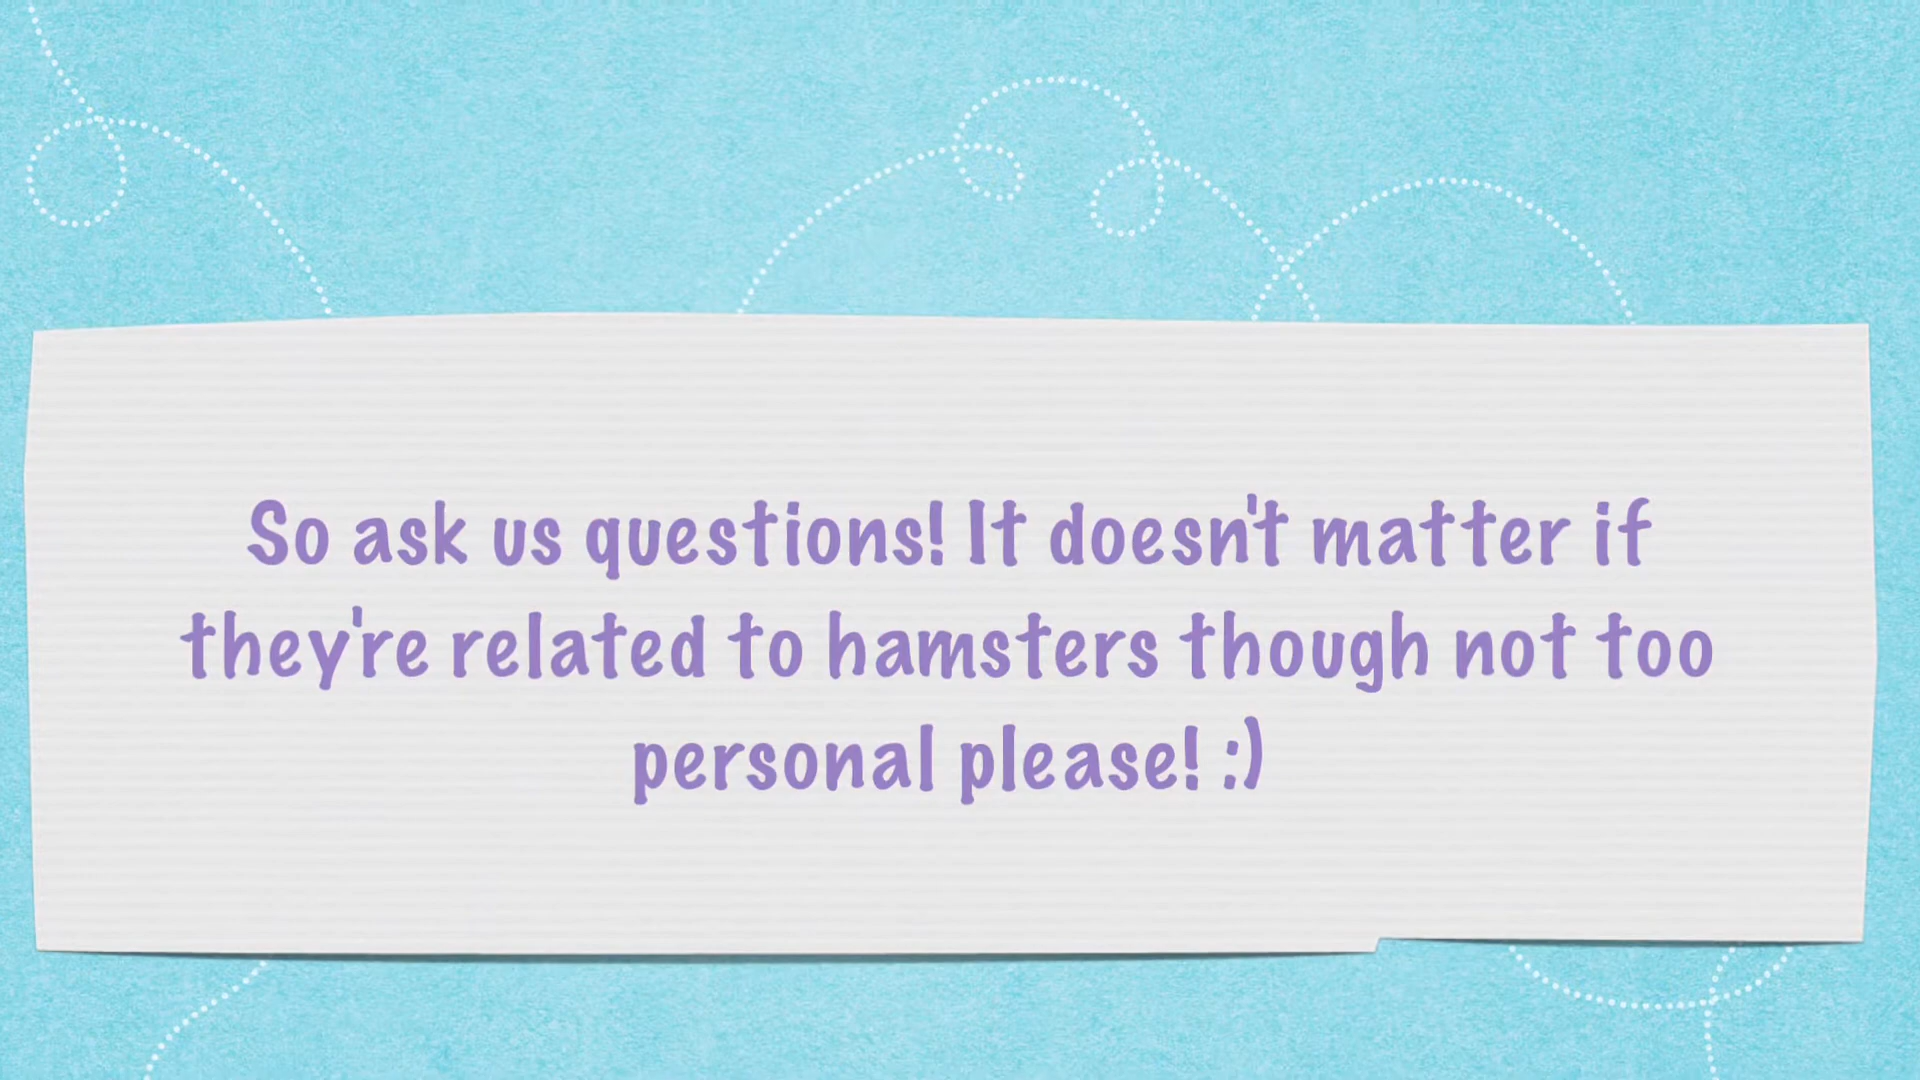 So ask us questions! It doesn't matter if
they're related to hamsters though not too
personal please! :)